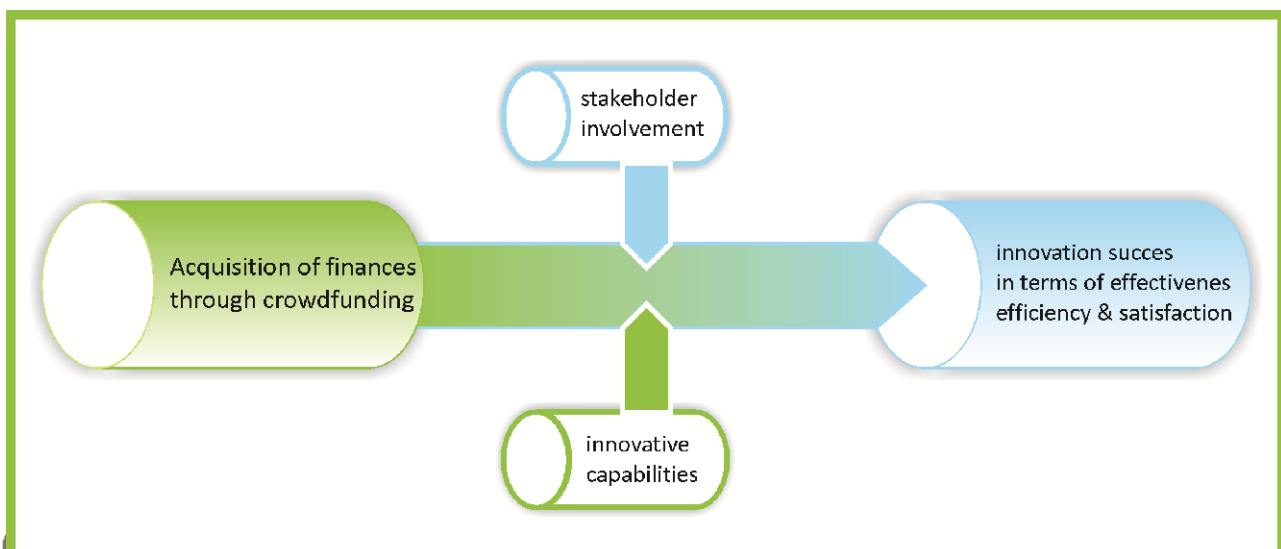 stakeholder
involvement
Acquisition of finances
through crowdfunding
innovation succes
in terms of effectivenes
efficiency & satisfaction
innovative
capabilities